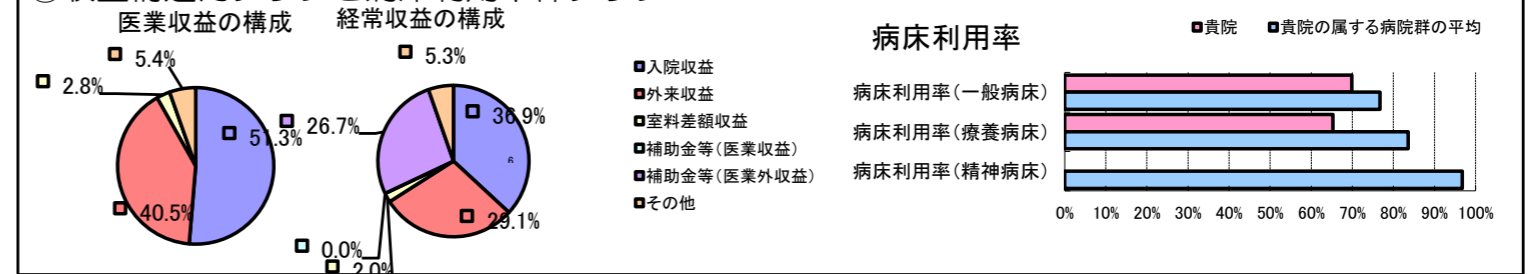 医業収益の構成
5.4%
2.8%
51.3%
40.5%
経常収益の構成
5.3%
26.7%
36.9%
6
29.1%
0.0%
2.0%
入院収益
外来収益
室料差額収益
補助金等(医業収益)
補助金等(医業外収益)
その他
病床利用率
貴院 貴院の属する病院群の平均
病床利用率(一般病床)
病床利用率(療養病床)
病床利用率(精神病床)
0% 10% 20% 30% 40% 50% 60% 70% 80% 90% 100%